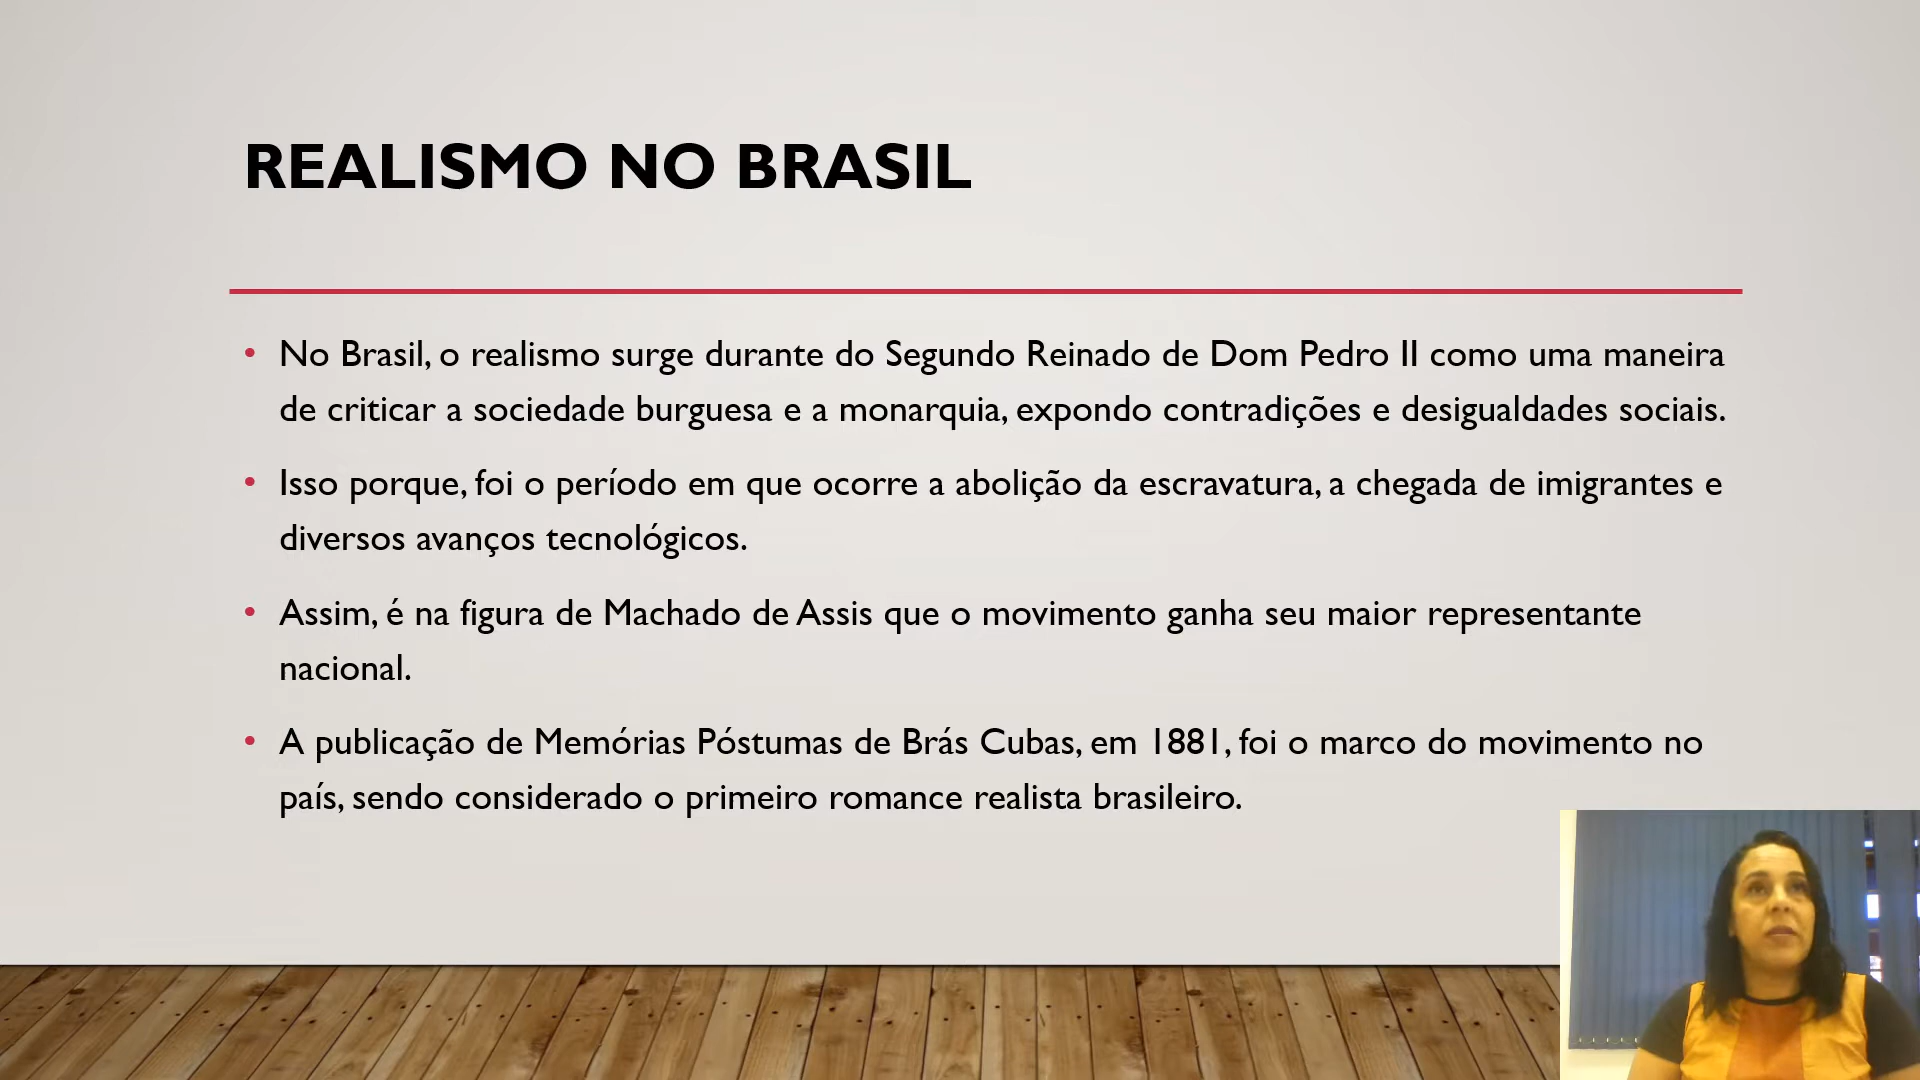 REALISMO NO BRASIL
• No Brasil, o realismo surge durante do Segundo Reinado de Dom Pedro II como uma maneira
de criticar a sociedade burguesa e a monarquia, expondo contradições e desigualdades sociais.
• Isso porque, foi o período em que ocorre a abolição da escravatura, a chegada de imigrantes e
diversos avanços tecnológicos.
• Assim, é na figura de Machado de Assis que o movimento ganha seu maior representante
nacional.
• A publicação de Memórias Póstumas de Brás Cubas, em 1881, foi o marco do movimento no
país, sendo considerado o primeiro romance realista brasileiro.